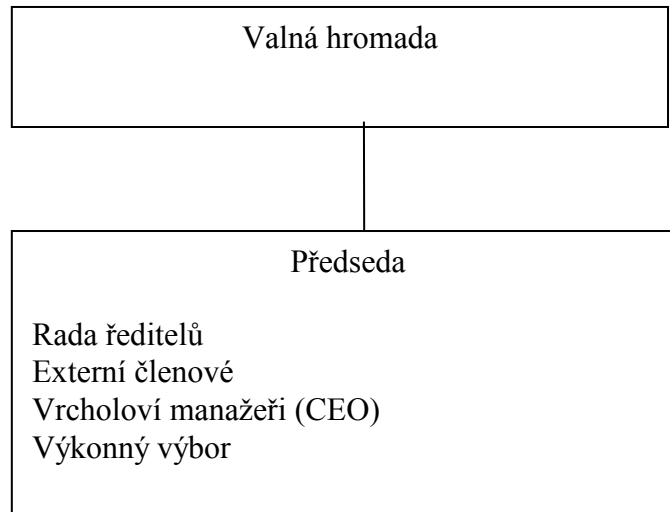 Valná hromada
Předseda
Rada ředitelů
Externí členové
Vrcholoví manažeři (CEO)
Výkonný výbor